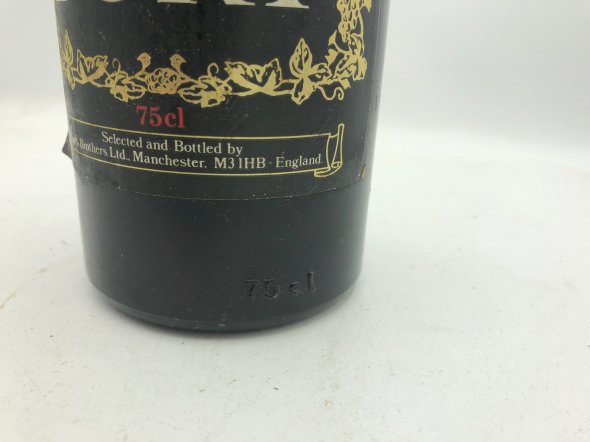 75cl
Selected and Bottled by
Brothers Ltd., Manchester, M3 1HB - England.
75cl